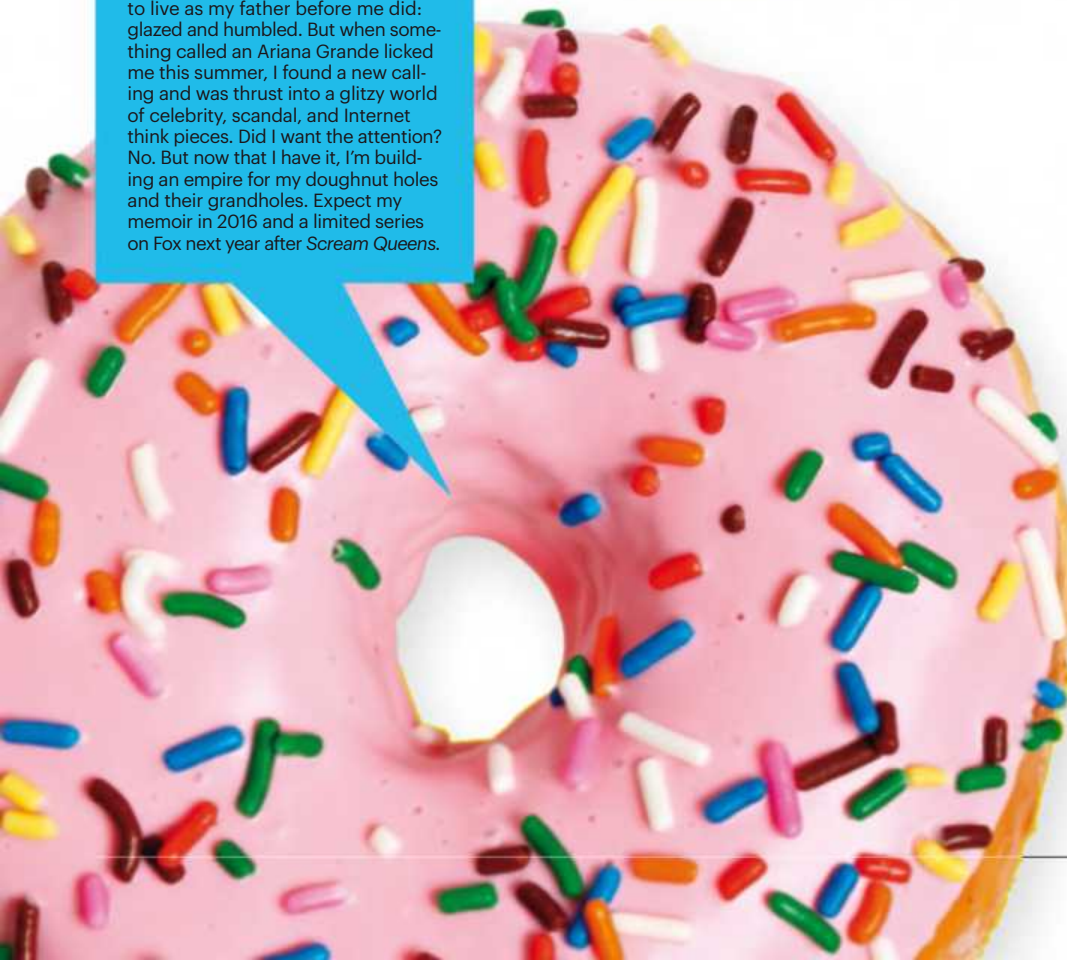 to live as my father before me did:
glazed and humbled. But when some-
thing called an Ariana Grande licked
me this summer, I found a new call-
ing and was thrust into a glitzy world
of celebrity, scandal, and Internet
think pieces. Did I want the attention?
No. But now that I have it, I’m build-
ing an empire for my doughnut holes
and their grandholes. Expect my
memoir in 2016 and a limited series
on Fox next year after Scream Queens.